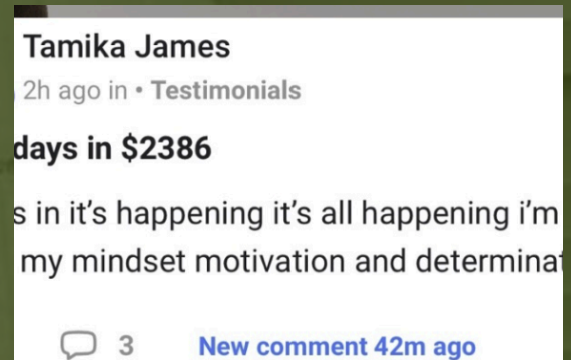 Tamika James
2h ago in • Testimonials
days in $2386
s in it's happening it's all happening i'm
my mindset motivation and determinat
3 New comment 42m ago